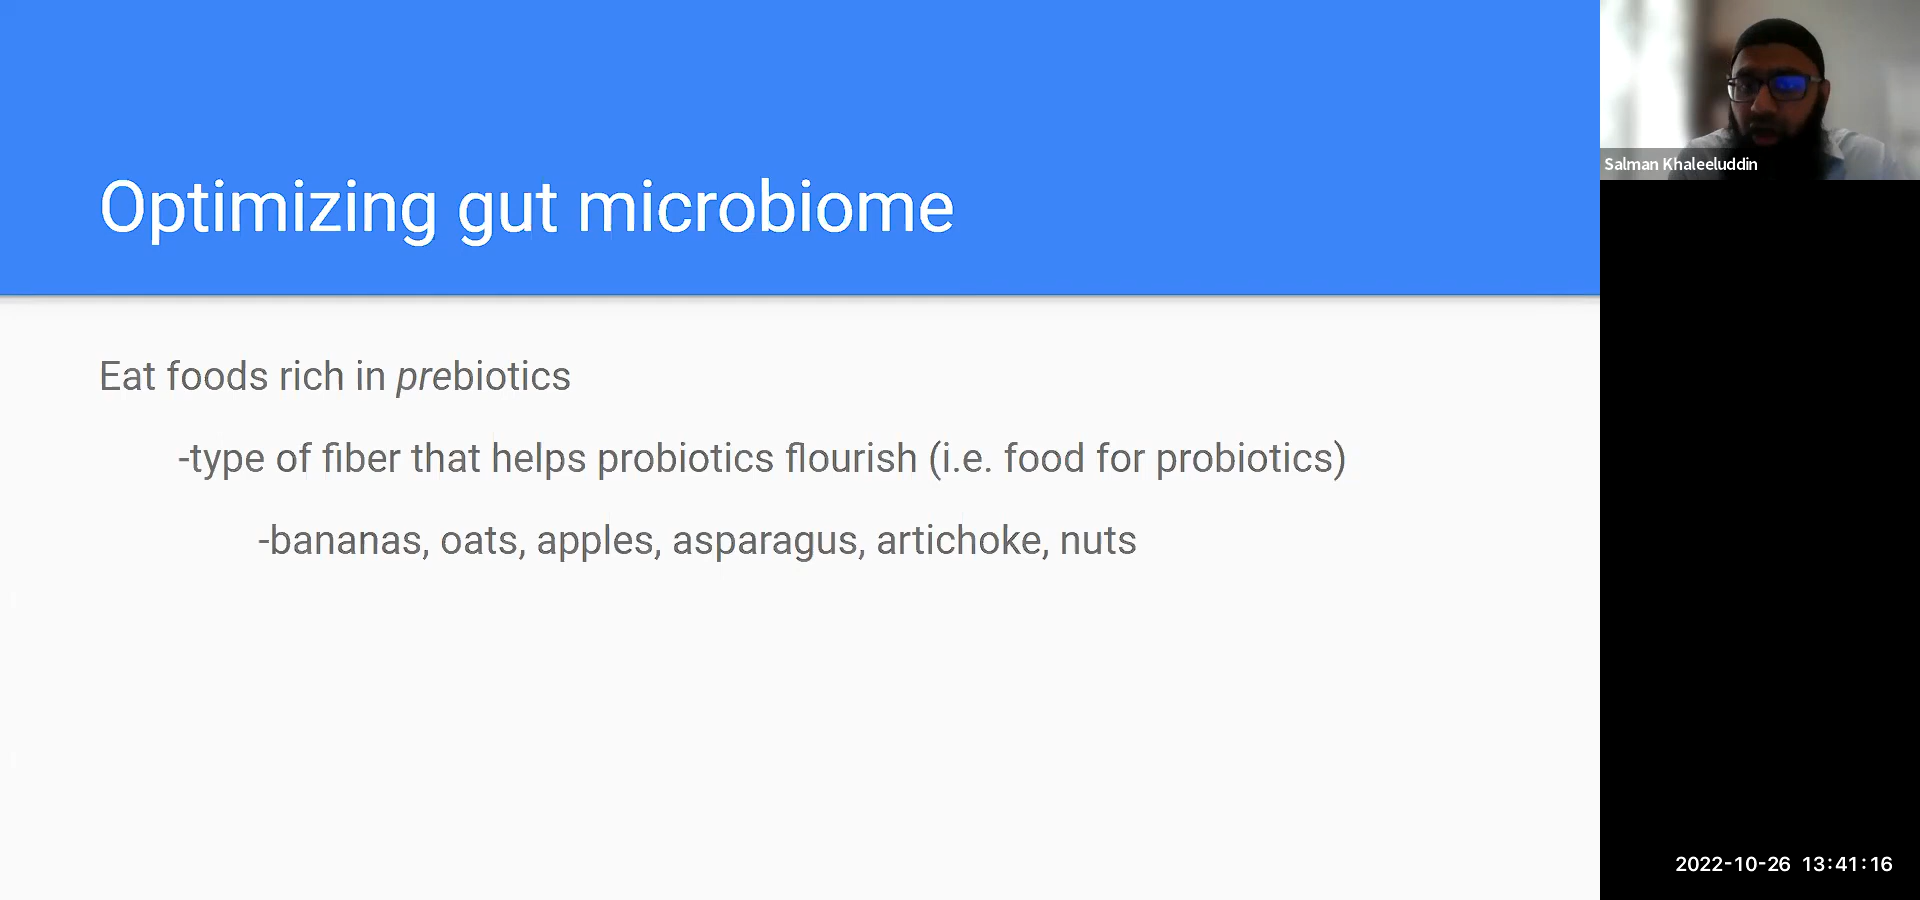 Optimizing gut microbiome
Eat foods rich in prebiotics
-type of fiber that helps probiotics flourish (i.e. food for probiotics)
-bananas, oats, apples, asparagus, artichoke, nuts
Salman Khaleeluddin
2022-10-26 13:41:16